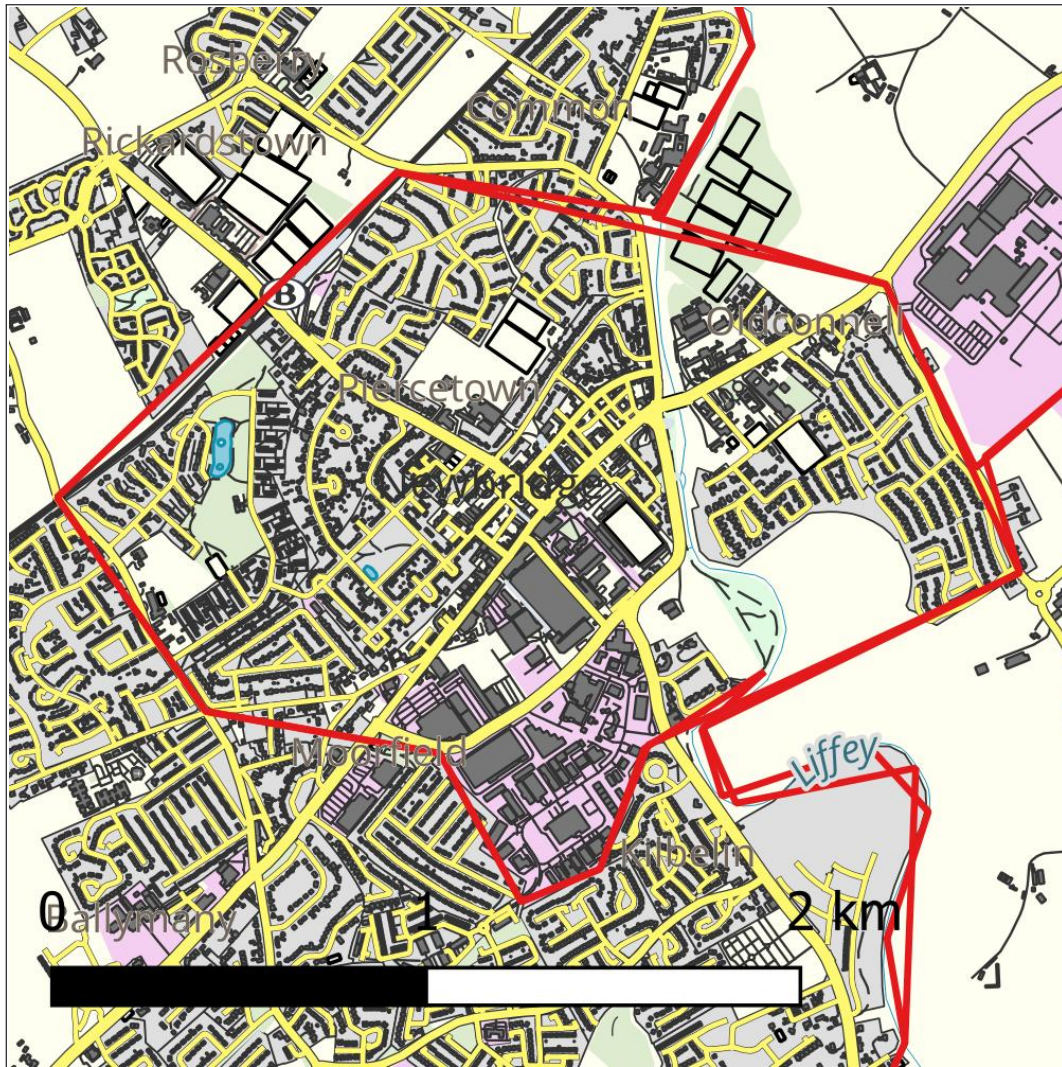 Rosberry
Common
Rickardstown
B
Oldconnell
Piercetown
Newbridge
Moorfield
Liffey
Kilbelin
0 1 2 km
Ballymany